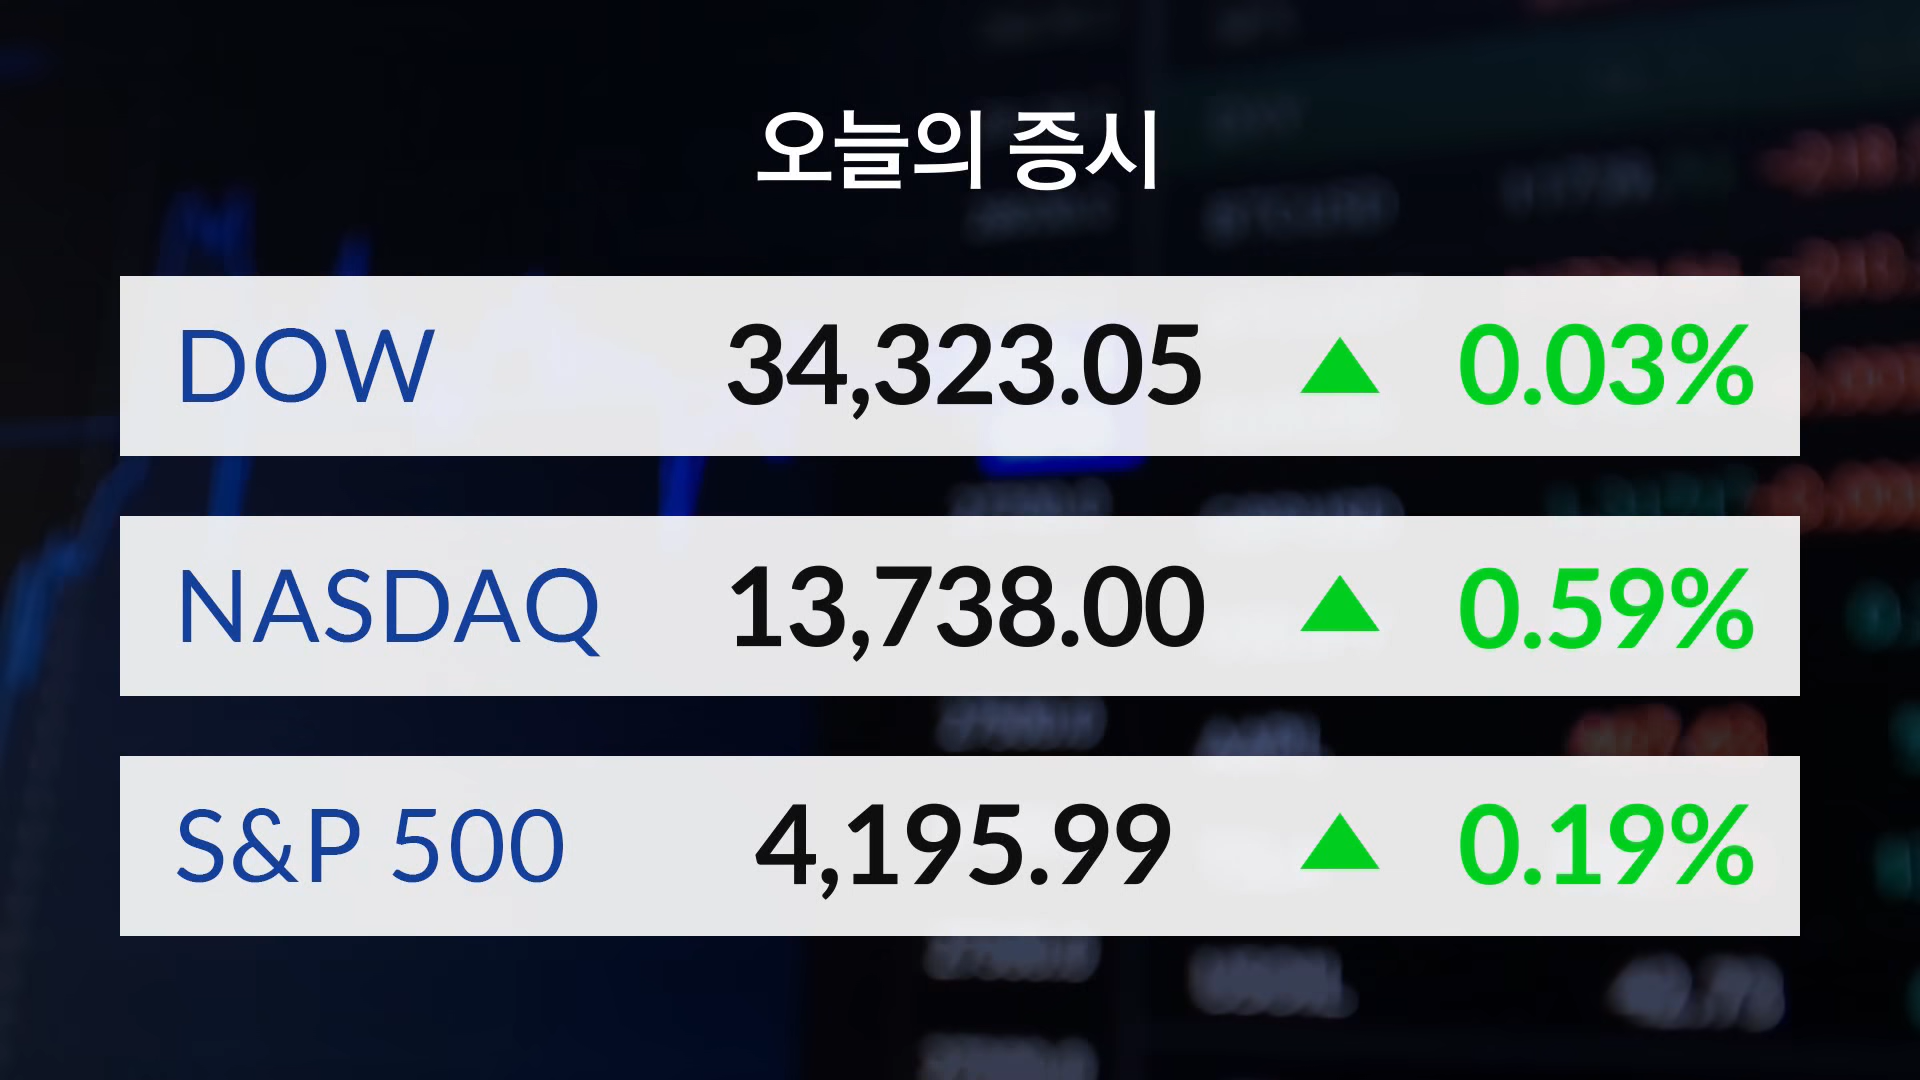 오늘의 증시
DOW 34,323.05 ▲ 0.03%
NASDAQ 13,738.00 ▲ 0.59%
S&P 500 4,195.99 ▲ 0.19%